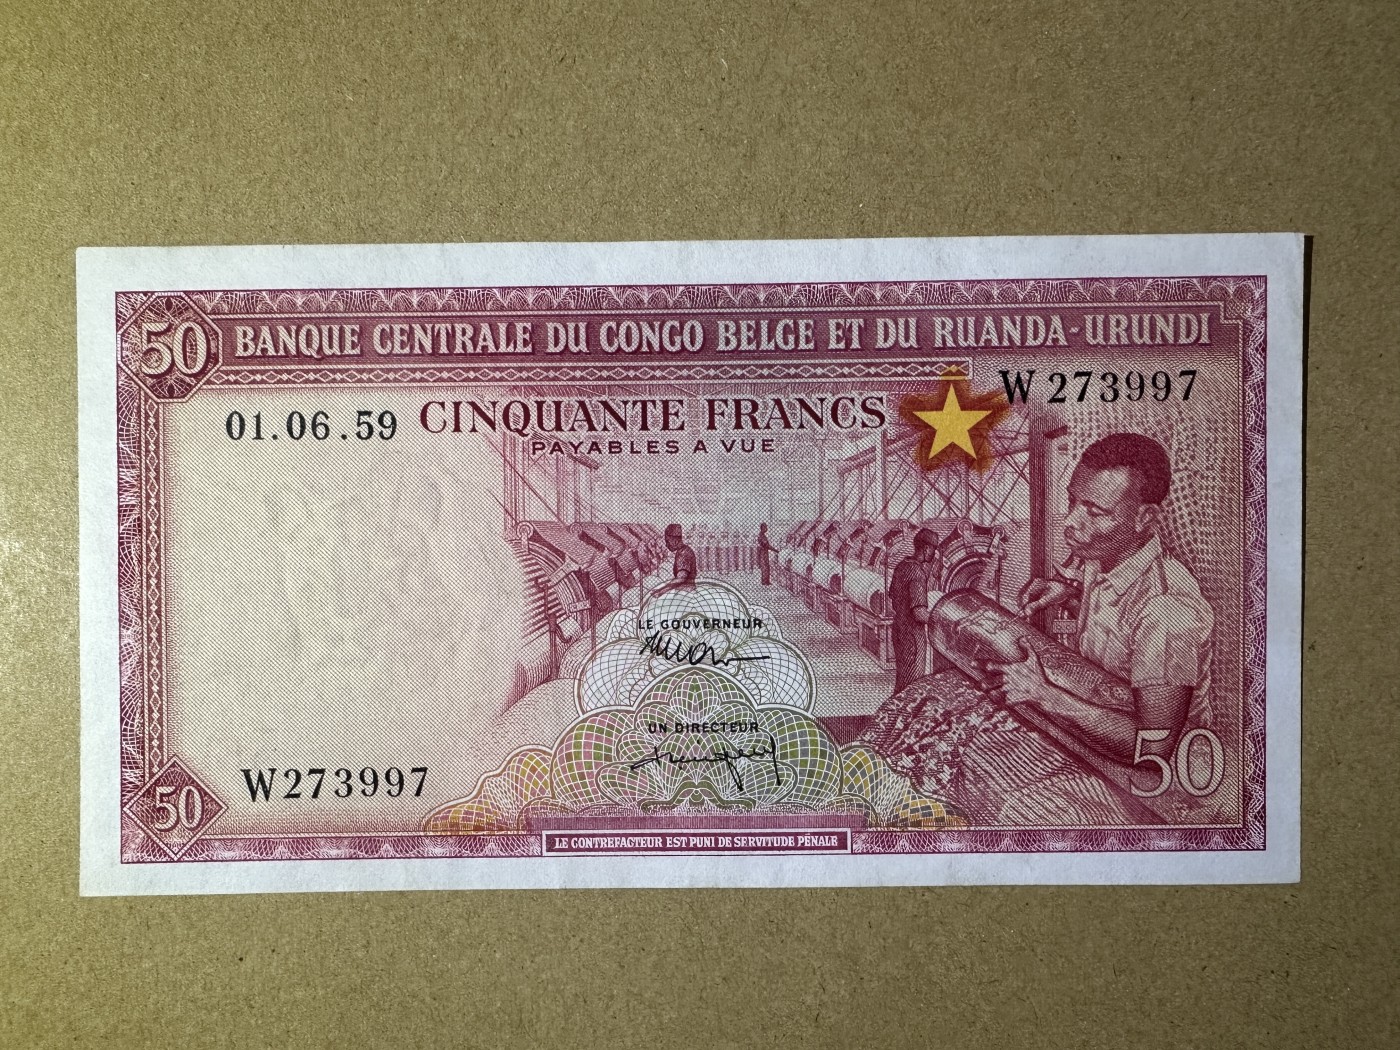 50 BANQUE CENTRALE DU CONGO BELGE ET DU RUANDA-URUNDI
W 273997
01.06.59 CINQUANTE FRANCS
PAYABLES A VUE
LE GOUVERNEUR
UN DIRECTEUR
W273997
50
50
LE CONTREFACTEUR EST PUNI DE SERVITUDE PÉNALE